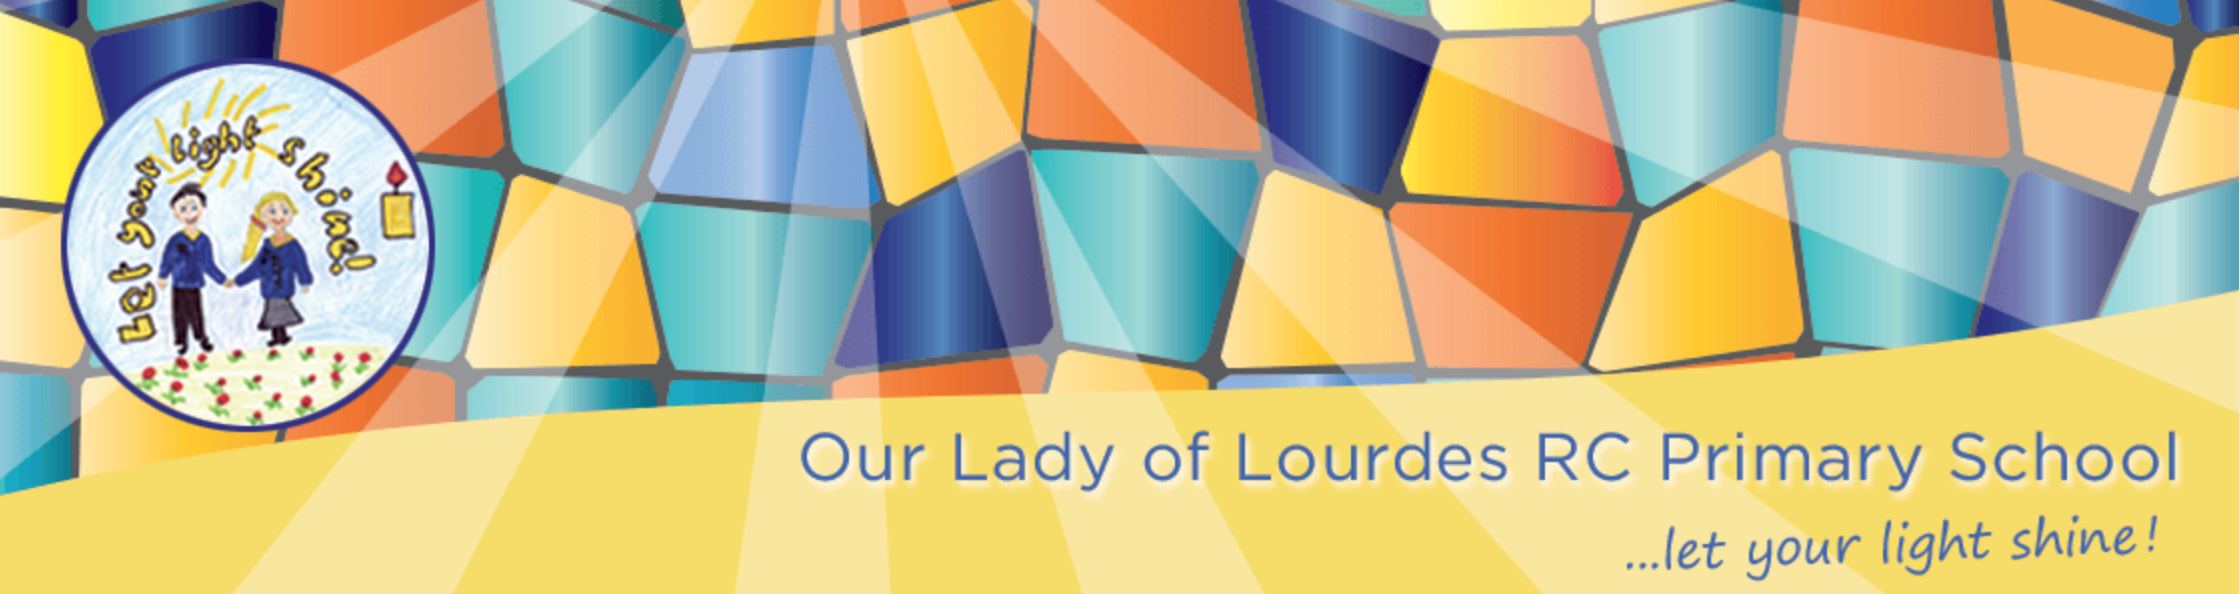 Let your light shine!
Our Lady of Lourdes RC Primary School
...let your light shine!